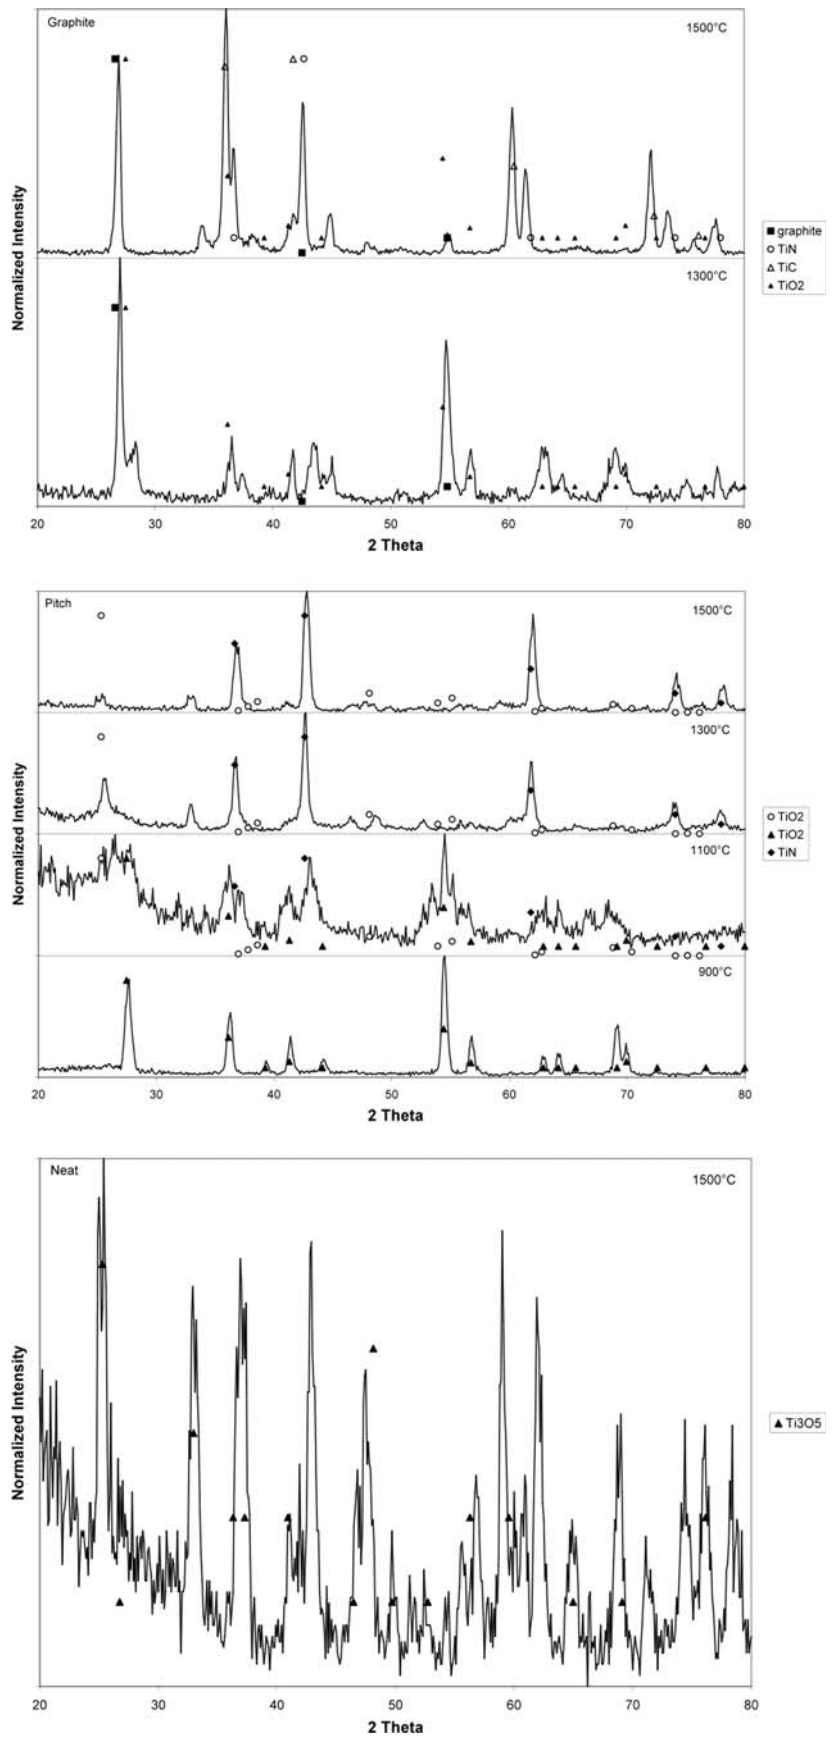 Graphite
1500°C
Normalized Intensity
1300°C
graphite
TiN
TiC
TiO2
20 30 40 50 60 70 80
2 Theta
Pitch
1500°C
1300°C
Normalized Intensity
1100°C
900°C
TiO2
TiO2
TiN
20 30 40 50 60 70 80
2 Theta
Neat
1500°C
Normalized Intensity
Ti3O5
20 30 40 50 60 70 80
2 Theta